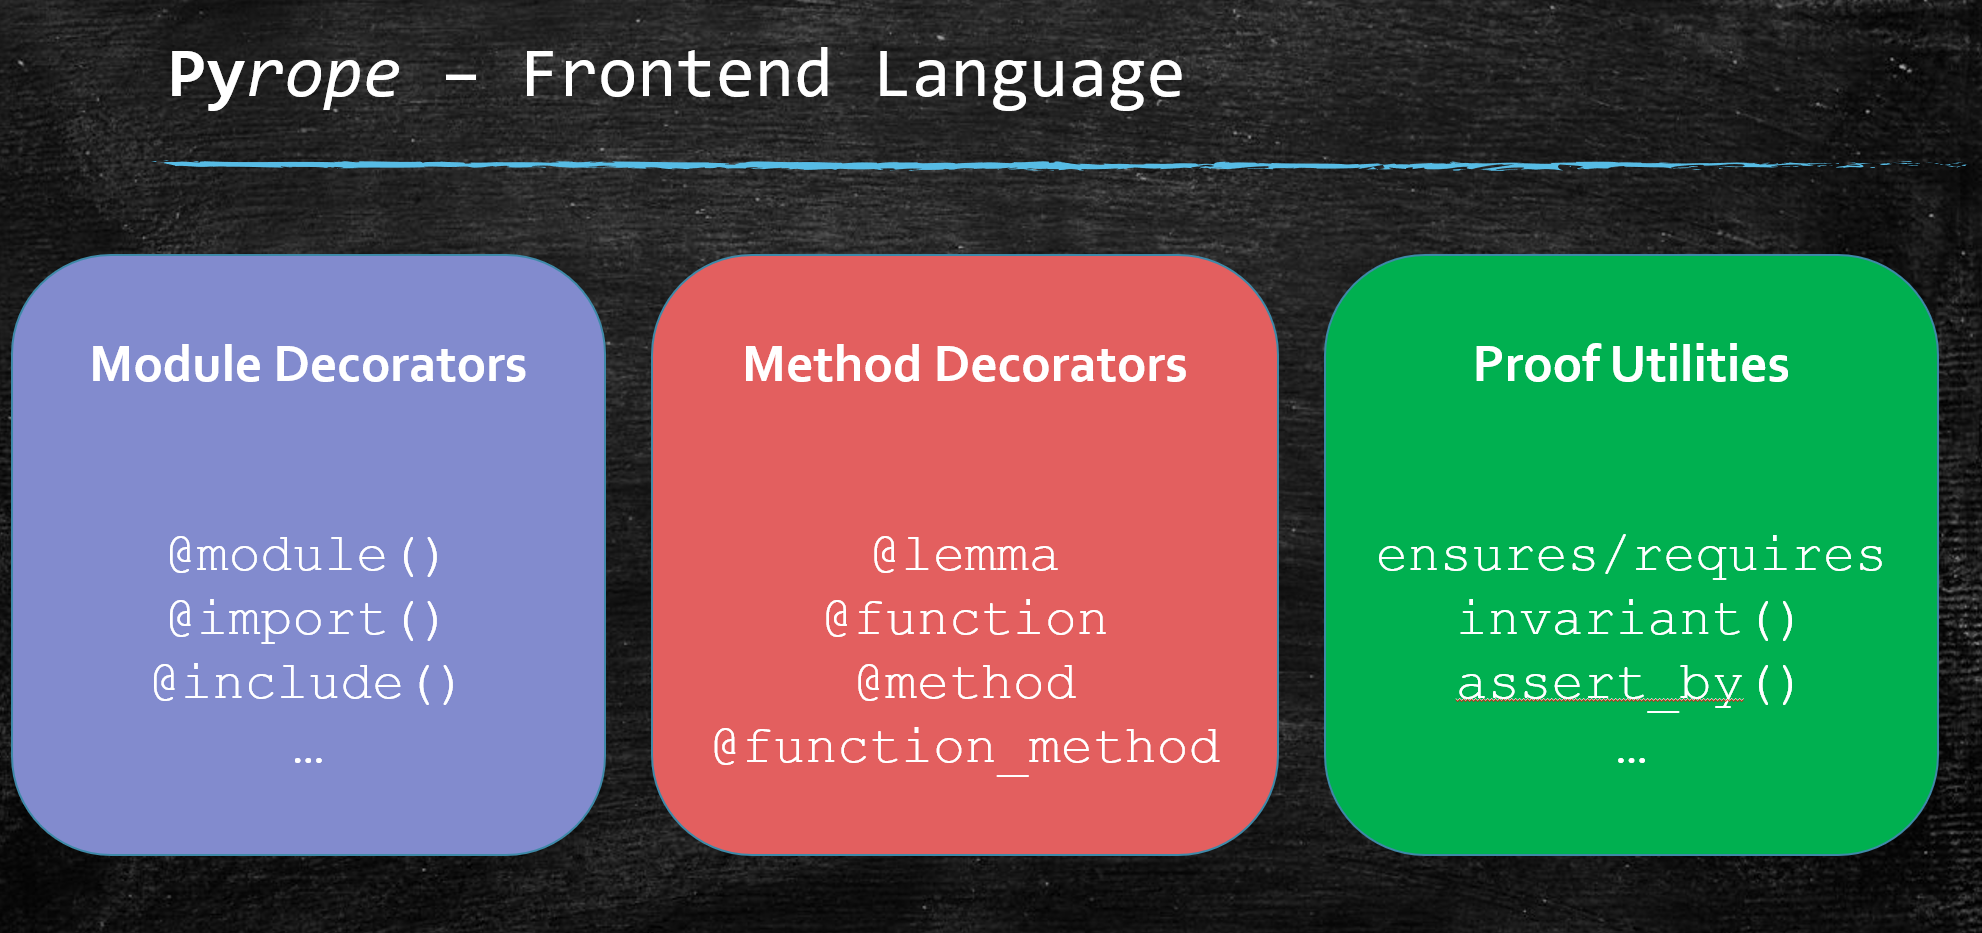 Pyrope – Frontend Language
Module Decorators
@module()
@import()
@include()
...
Method Decorators
@lemma
@function
@method
@function_method
Proof Utilities
ensures/requires
invariant()
assert_by()
...